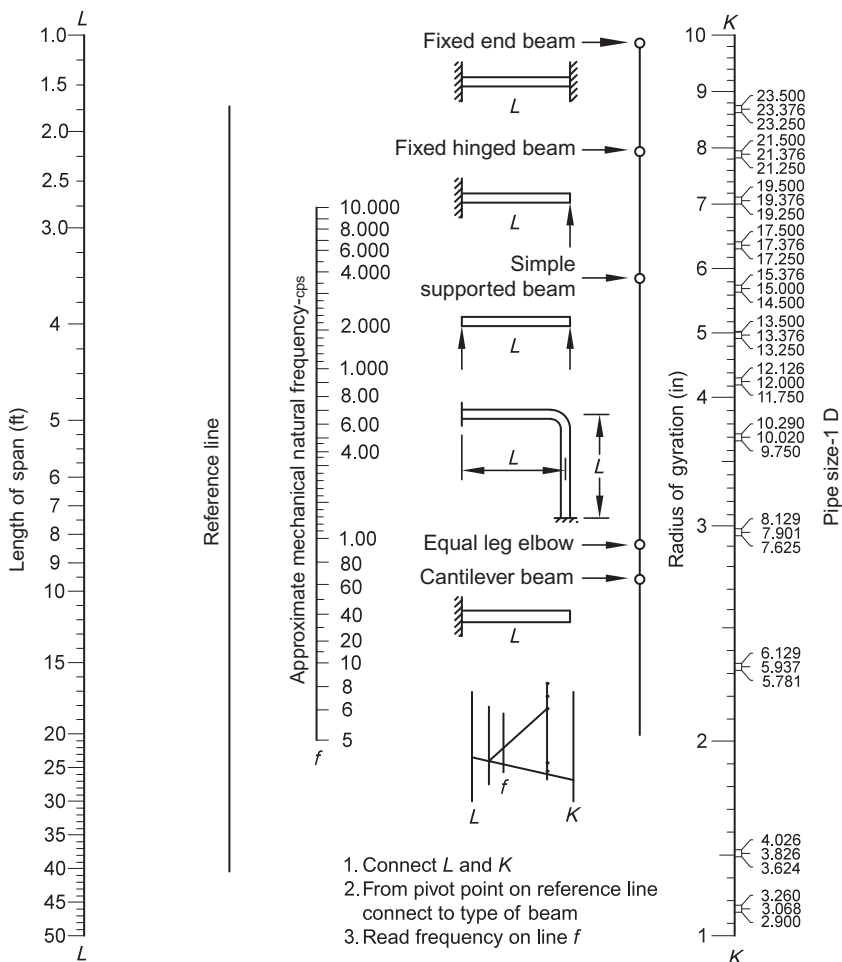 L
1.0
1.5
2.0
2.5
3.0
4
5
6
7
8
9
10
15
20
25
30
35
40
45
50
L
Length of span (ft)
Reference line
Approximate mechanical natural frequency-cps
10.000
8.000
6.000
4.000
2.000
1.000
8.00
6.00
4.00
1.00
80
60
40
20
10
8
6
5
f
Fixed end beam
L
Fixed hinged beam
L
Simple
supported beam
L
L
L
Equal leg elbow
Cantilever beam
L
f
L
K
1. Connect L and K
2. From pivot point on reference line
connect to type of beam
3. Read frequency on line f
Radius of gyration (in)
K
10
9
8
7
6
5
4
3
2
1
K
23.500
23.376
23.250
21.500
21.376
21.250
19.500
19.376
19.250
17.500
17.376
17.250
15.376
15.000
14.500
13.500
13.376
13.250
12.126
12.000
11.750
10.290
10.020
9.750
8.129
7.901
7.625
6.129
5.937
5.781
4.026
3.826
3.624
3.260
3.068
2.900
Pipe size-1 D